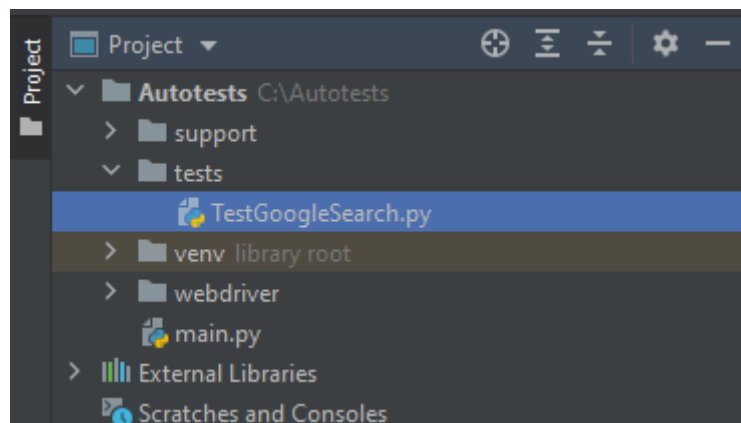 Project
Project
Autotests C:\Autotests
support
tests
TestGoogleSearch.py
venv library root
webdriver
main.py
External Libraries
Scratches and Consoles